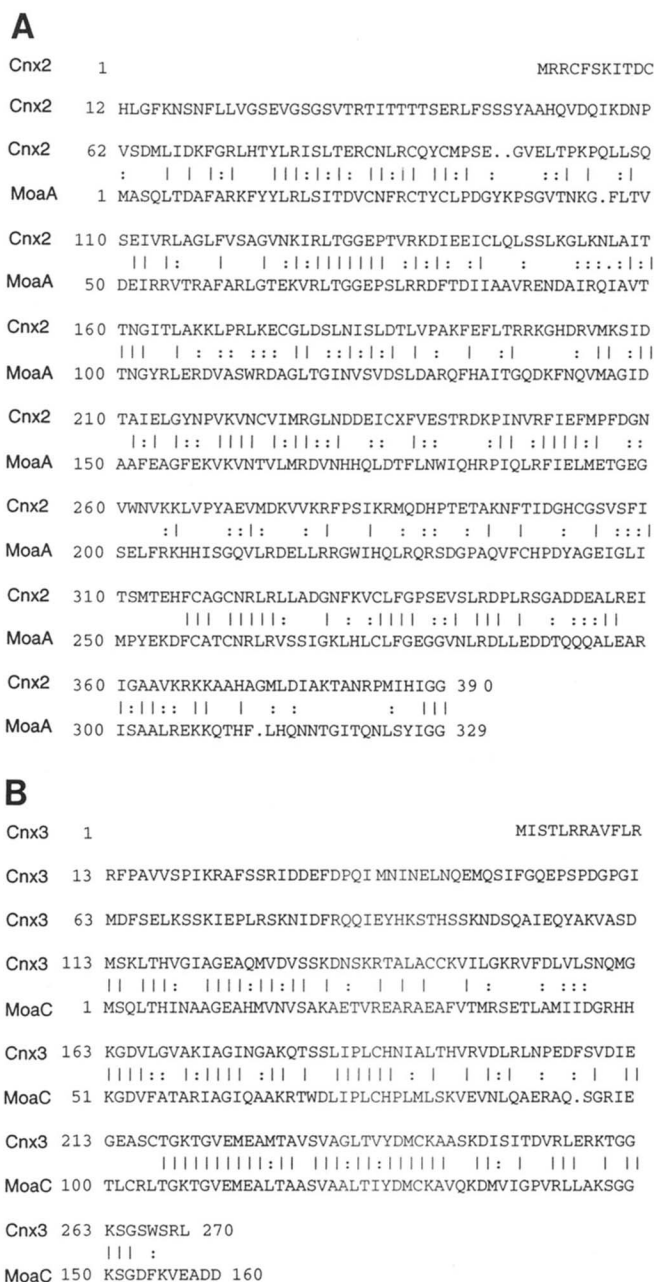 A
Cnx2 1 MRRCFSKITDC
Cnx2 12 HLGFKNSNFLLVGSEVGSGSVTRTITTTTSERLFSSSYAAHQVDQIKDNP
Cnx2 62 VSDMLIDKFGRLHTYLRISLTERCNLRCQYCMPSE..GVELTPKPQLLSQ
MoaA 1 MASQLTDAFARKFYYLRLSITDVCNFRCTYCLPDGYKPSGVTNKG.FLTV
Cnx2 110 SEIVRLAGLFVSAGVNKIRLTGGEPTVRKDIEEICLQLSSLKGLKNLAIT
MoaA 50 DEIRRVTRAFARLGTEKVRLTGGEPSLRRDFTDIIAAVRENDAIRQIAVT
Cnx2 160 TNGITLAKKLPRLKECGLDSLNISLDTLVPAKFEFLTRRKGHDRVMKSID
MoaA 100 TNGYRLERDVASWRDAGLTGINVSVDSLDARQFHAITGQDKFNQVMAGID
Cnx2 210 TAIELGYNPVKVNCVIMRGLNDDEICXFVESTRDKPINVRFIEFMPFDGN
MoaA 150 AAFEAGFEKVKVNTVLMRDVNHHQLDTFLNWIQHRPIQLRFIELMETGEG
Cnx2 260 VWNVKKLVPYAEVMDKVVKRFPSIKRMQDHPTETAKNFTIDGHCGSVSFI
MoaA 200 SELFRKHHISGQVLRDELLRRGWIHQLRQRSDGPAQVFCHPDYAGEIGLI
Cnx2 310 TSMTEHFCAGCNRLRLLADGNFKVCLFGPSEVSLRDPLRSGADDEALREI
MoaA 250 MPYEKDFCATCNRLRVSSIGKLHLCLFGEGGVNLRDLLEDDTQQQALEAR
Cnx2 360 IGAAVKRKKAAHAGMLDIAKTANRPMIHIGG 390
MoaA 300 ISAALREKKQTHF.LHQNNTGITQNLSYIGG 329
B
Cnx3 1 MISTLRRAVFLR
Cnx3 13 RFPAVVSPIKRAFSSRIDDEFDPQIMNINELNQEMQSIFGQEPSPDGPGI
Cnx3 63 MDFSELKSSKIEPLRSKNIDFRQQIEYHKSTHSSKNDSQAIEQYAKVASD
Cnx3 113 MSKLTHVGIAGEAQMVDVSSKDNSKRTALACCKVILGKRVFDLVLSNQMG
MoaC 1 MSQLTHINAAGEAHMVNVSAKAETVREARAEAFVTMRSETLAMIIDGRHH
Cnx3 163 KGDVLGVAKIAGINGAKQTSSLIPLCHNIALTHVRVDLRLNPEDFSVDIE
MoaC 51 KGDVFATARIAGIQAAKRTWDLIPLCHPLMLSKVEVNLQAERAQ.SGRIE
Cnx3 213 GEASCTGKTGVEMEAMTAVSVAGLTVYDMCKAASKDISITDVRLERKTGG
MoaC 100 TLCRLTGKTGVEMEALTAASVAALTIYDMCKAVQKDMVIGPVRLLAKSGG
Cnx3 263 KSGSWSRL 270
MoaC 150 KSGDFKVEADD 160